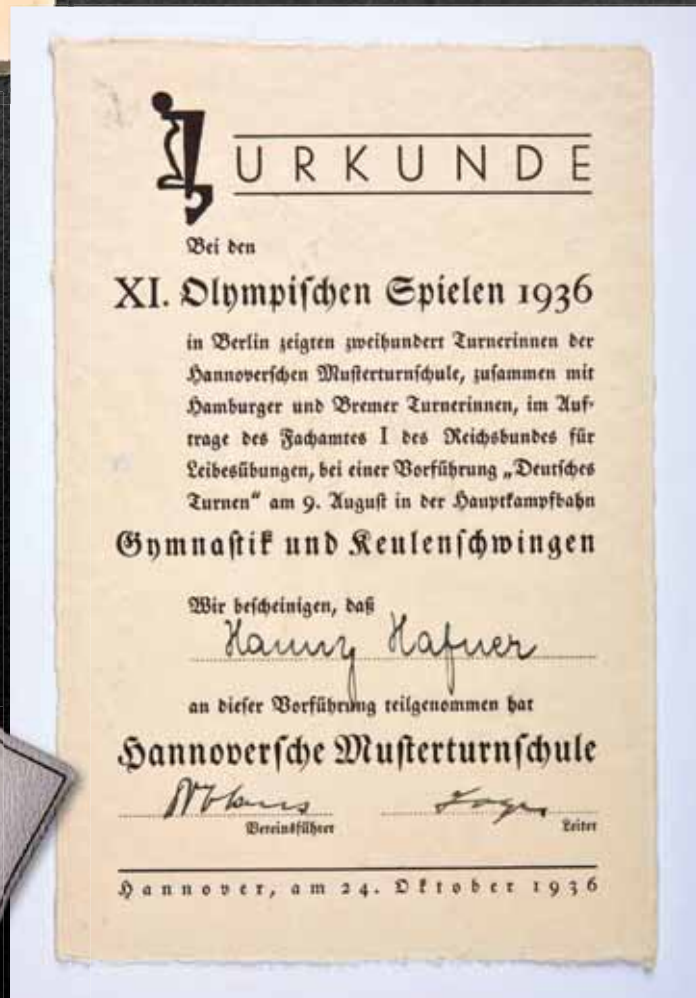 URKUNDE
Bei den
XI. Olympischen Spielen 1936
in Berlin zeigten zweihundert Turnerinnen der
Hannoverschen Musterturnschule, zusammen mit
Hamburger und Bremer Turnerinnen, im Auf-
trage des Fachamtes I des Reichsbundes für
Leibesübungen, bei einer Vorführung „Deutsches
Turnen“ am 9. August in der Hauptkampfbahn
Gymnastik und Keulenschwingen
Wir bescheinigen, daß
Hanny Hafner
an dieser Vorführung teilgenommen hat
Hannoversche Musterturnschule
Vereinsführer Leiter
Hannover, am 24. Oktober 1936